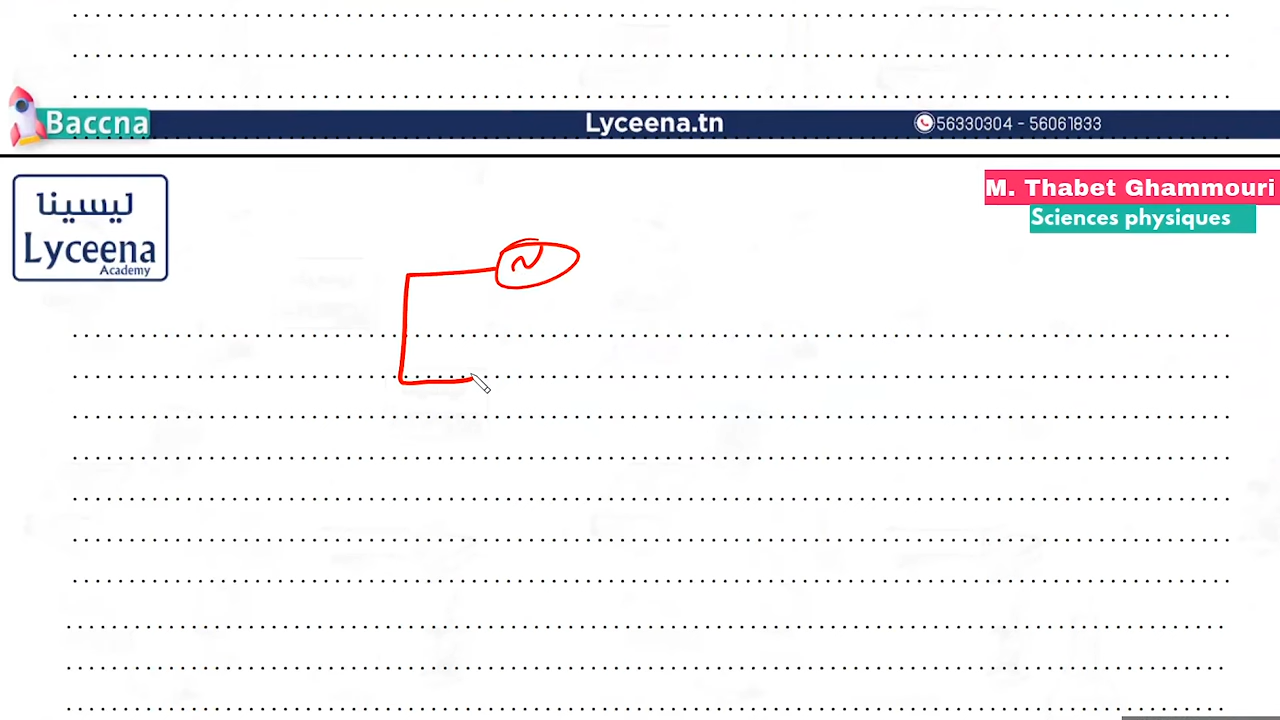 Baccna
Lyceena.tn
56330304 - 56061833
M. Thabet Ghammouri
Sciences physiques
ليسينا
Lyceena
Academy
~